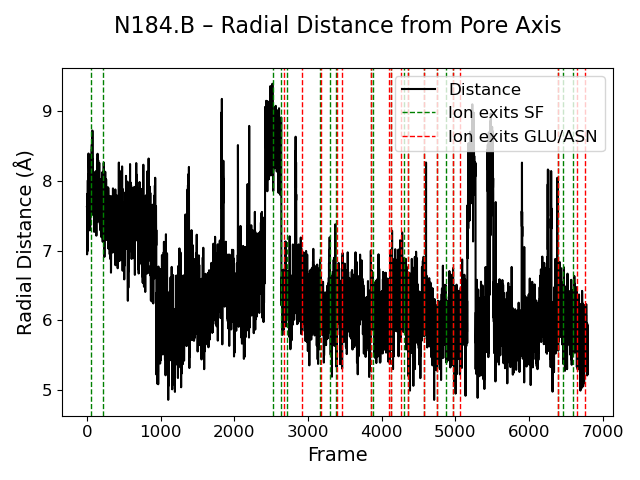 N184.B – Radial Distance from Pore Axis
Distance
Ion exits SF
Ion exits GLU/ASN
Radial Distance (Å)
9
8
7
6
5
0 1000 2000 3000 4000 5000 6000 7000
Frame